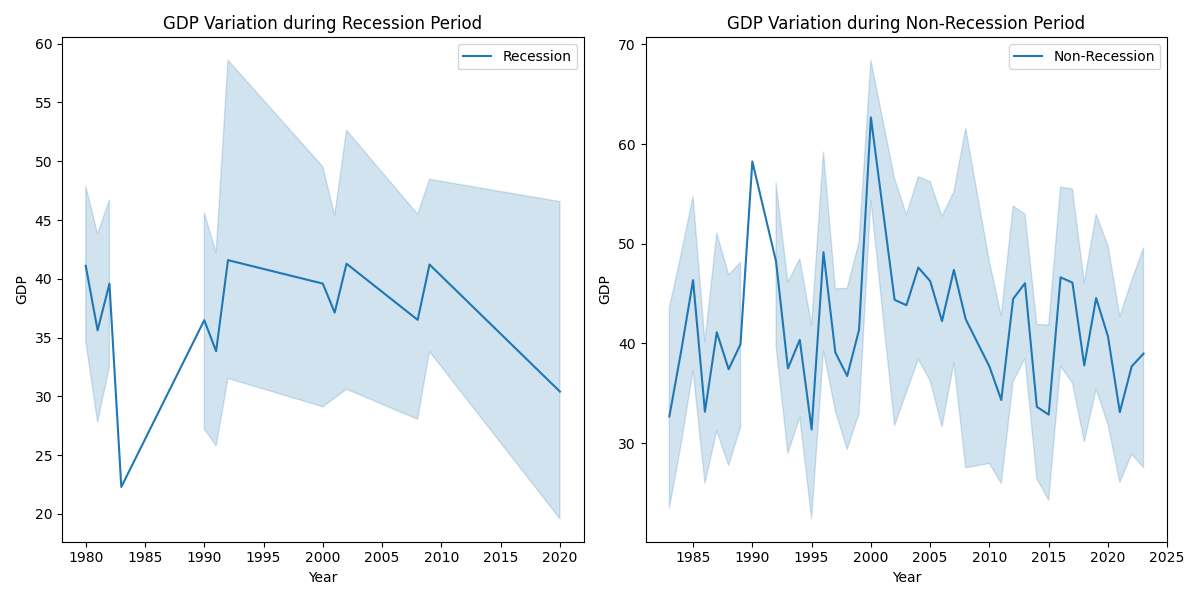 GDP Variation during Recession Period
GDP Variation during Non-Recession Period
Recession
Non-Recession
60
55
50
45
40
35
30
25
20
GDP
1980 1985 1990 1995 2000 2005 2010 2015 2020
Year
70
60
50
40
30
GDP
1985 1990 1995 2000 2005 2010 2015 2020 2025
Year